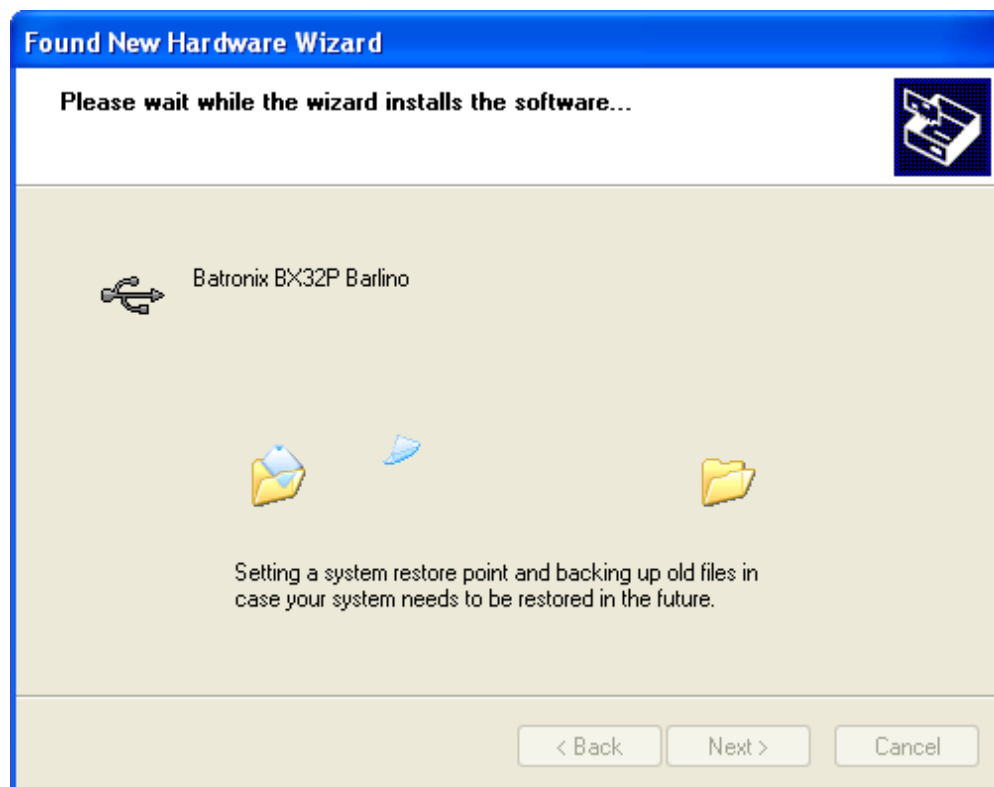 Found New Hardware Wizard
Please wait while the wizard installs the software...
Batronix BX32P Barlino
Setting a system restore point and backing up old files in
case your system needs to be restored in the future.
< Back Next > Cancel